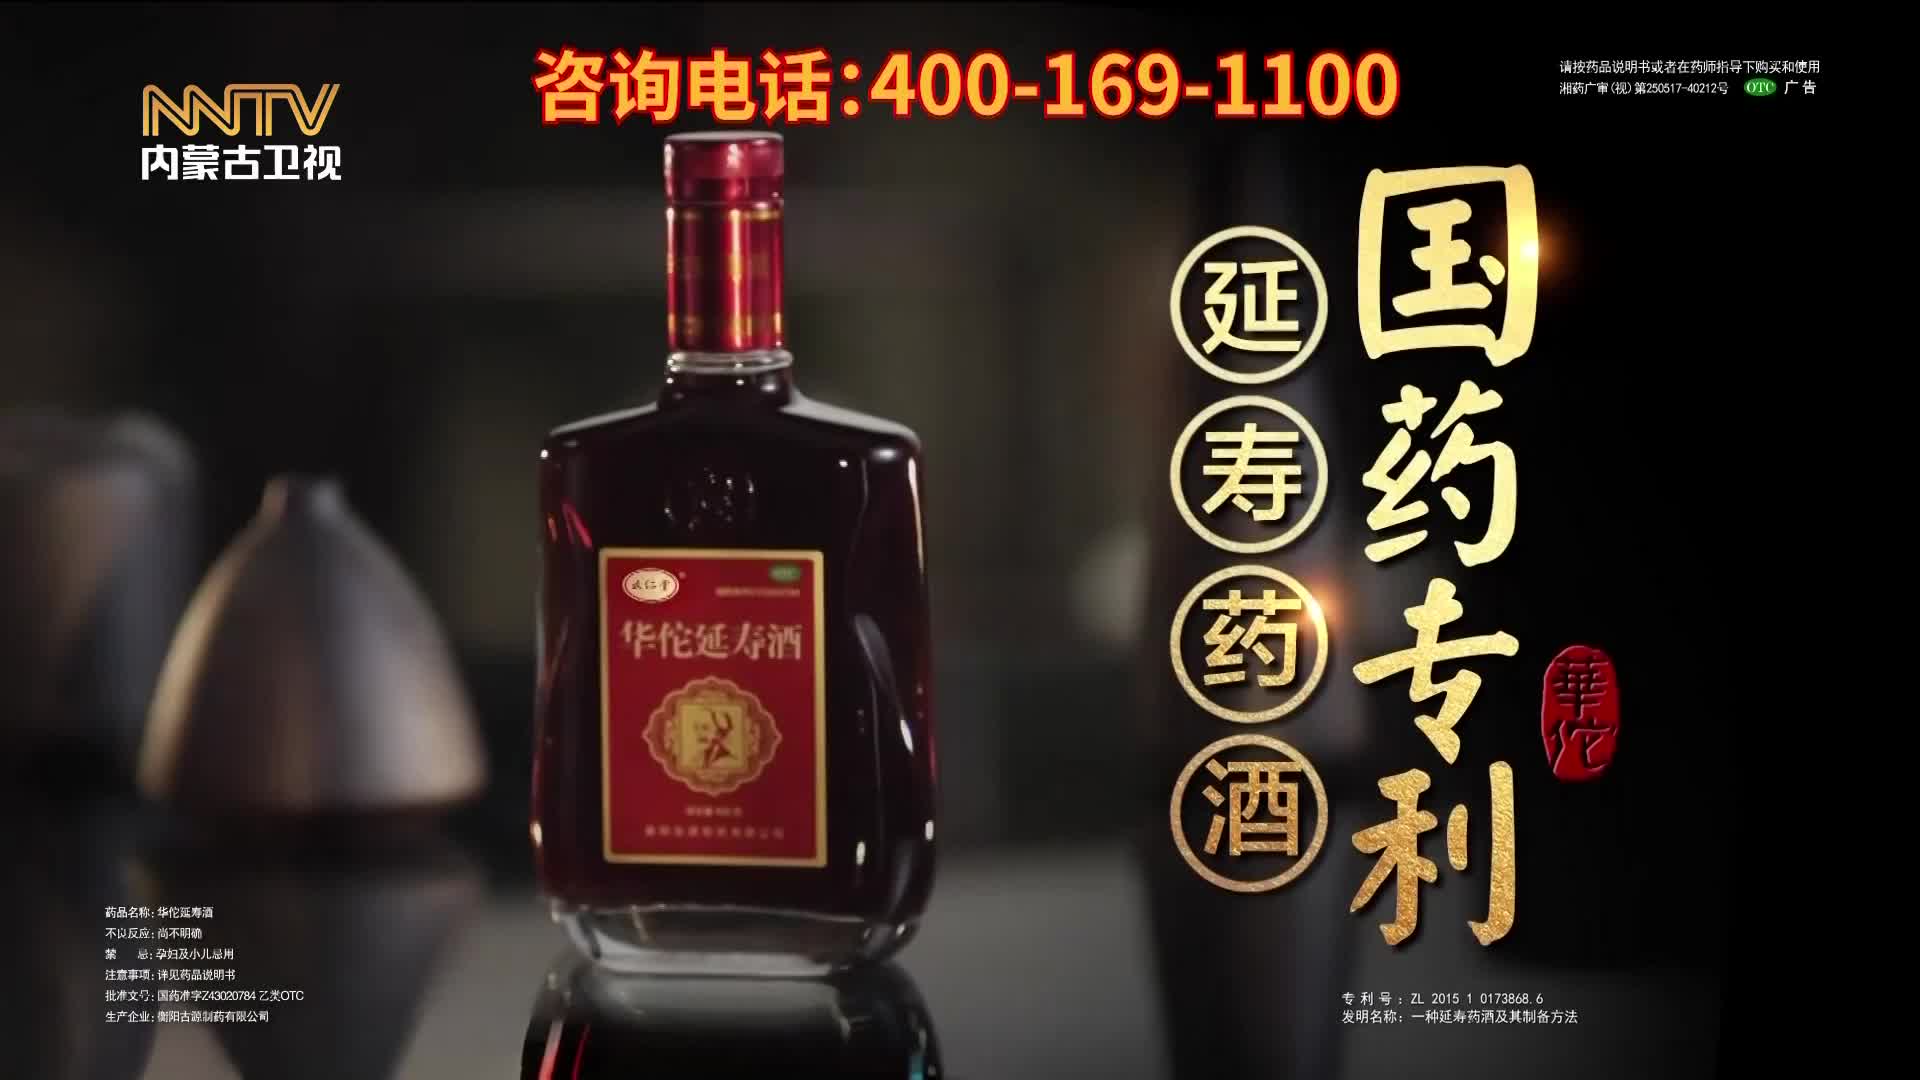 咨询电话:400-169-1100
请按药品说明书或者在药师指导下购买和使用
湘药广审(视)第250517-40212号 OTC 广告
NNTV
内蒙古卫视
国药专利
延寿药酒
華佗
华佗延寿酒
药品名称:华佗延寿酒
不良反应:尚不明确
禁 忌:孕妇及小儿忌用
注意事项:详见药品说明书
批准文号:国药准字Z43020784 乙类OTC
生产企业:衡阳古源制药有限公司
专利号:ZL 2015 1 0173868.6
发明名称:一种延寿药酒及其制备方法